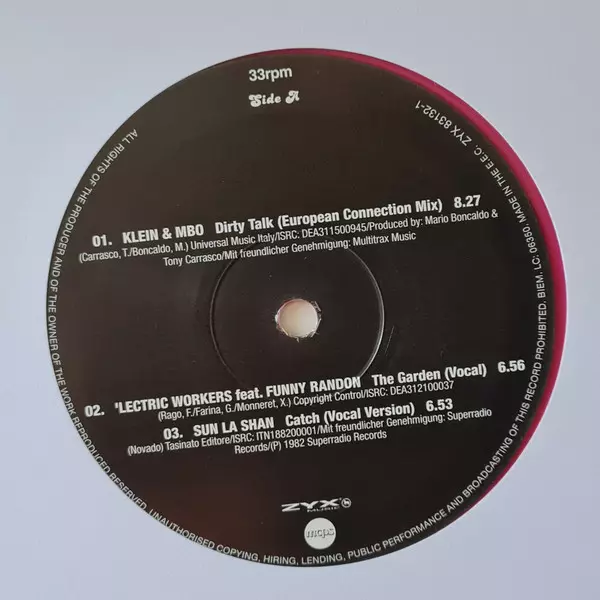 33rpm
Side A
01. KLEIN & MBO Dirty Talk (European Connection Mix) 8.27
(Carrasco, T./Boncaldo, M.) Universal Music Italy/ISRC: DEA311500945/Produced by: Mario Boncaldo &
Tony Carrasco/Mit freundlicher Genehmigung: Multitrax Music
02. 'LECTRIC WORKERS feat. FUNNY RANDON The Garden (Vocal) 6.56
(Rago, F./Farina, G./Monneret, X.) Copyright Control/ISRC: DEA312100037
03. SUN LA SHAN Catch (Vocal Version) 6.53
(Novado) Tasinato Editore/ISRC: ITN188200001/Mit freundlicher Genehmigung: Superradio
Records/(P) 1982 Superradio Records
ZYX
MUSIC
mcps
ALL RIGHTS OF THE PRODUCER AND OF THE OWNER OF THE WORK REPRODUCED RESERVED. UNAUTHORISED COPYING, HIRING, LENDING, PUBLIC PERFORMANCE AND BROADCASTING OF THIS RECORD PROHIBITED. BIEM. LC: 06350. MADE IN THE E.E.C. ZYX 83132-1